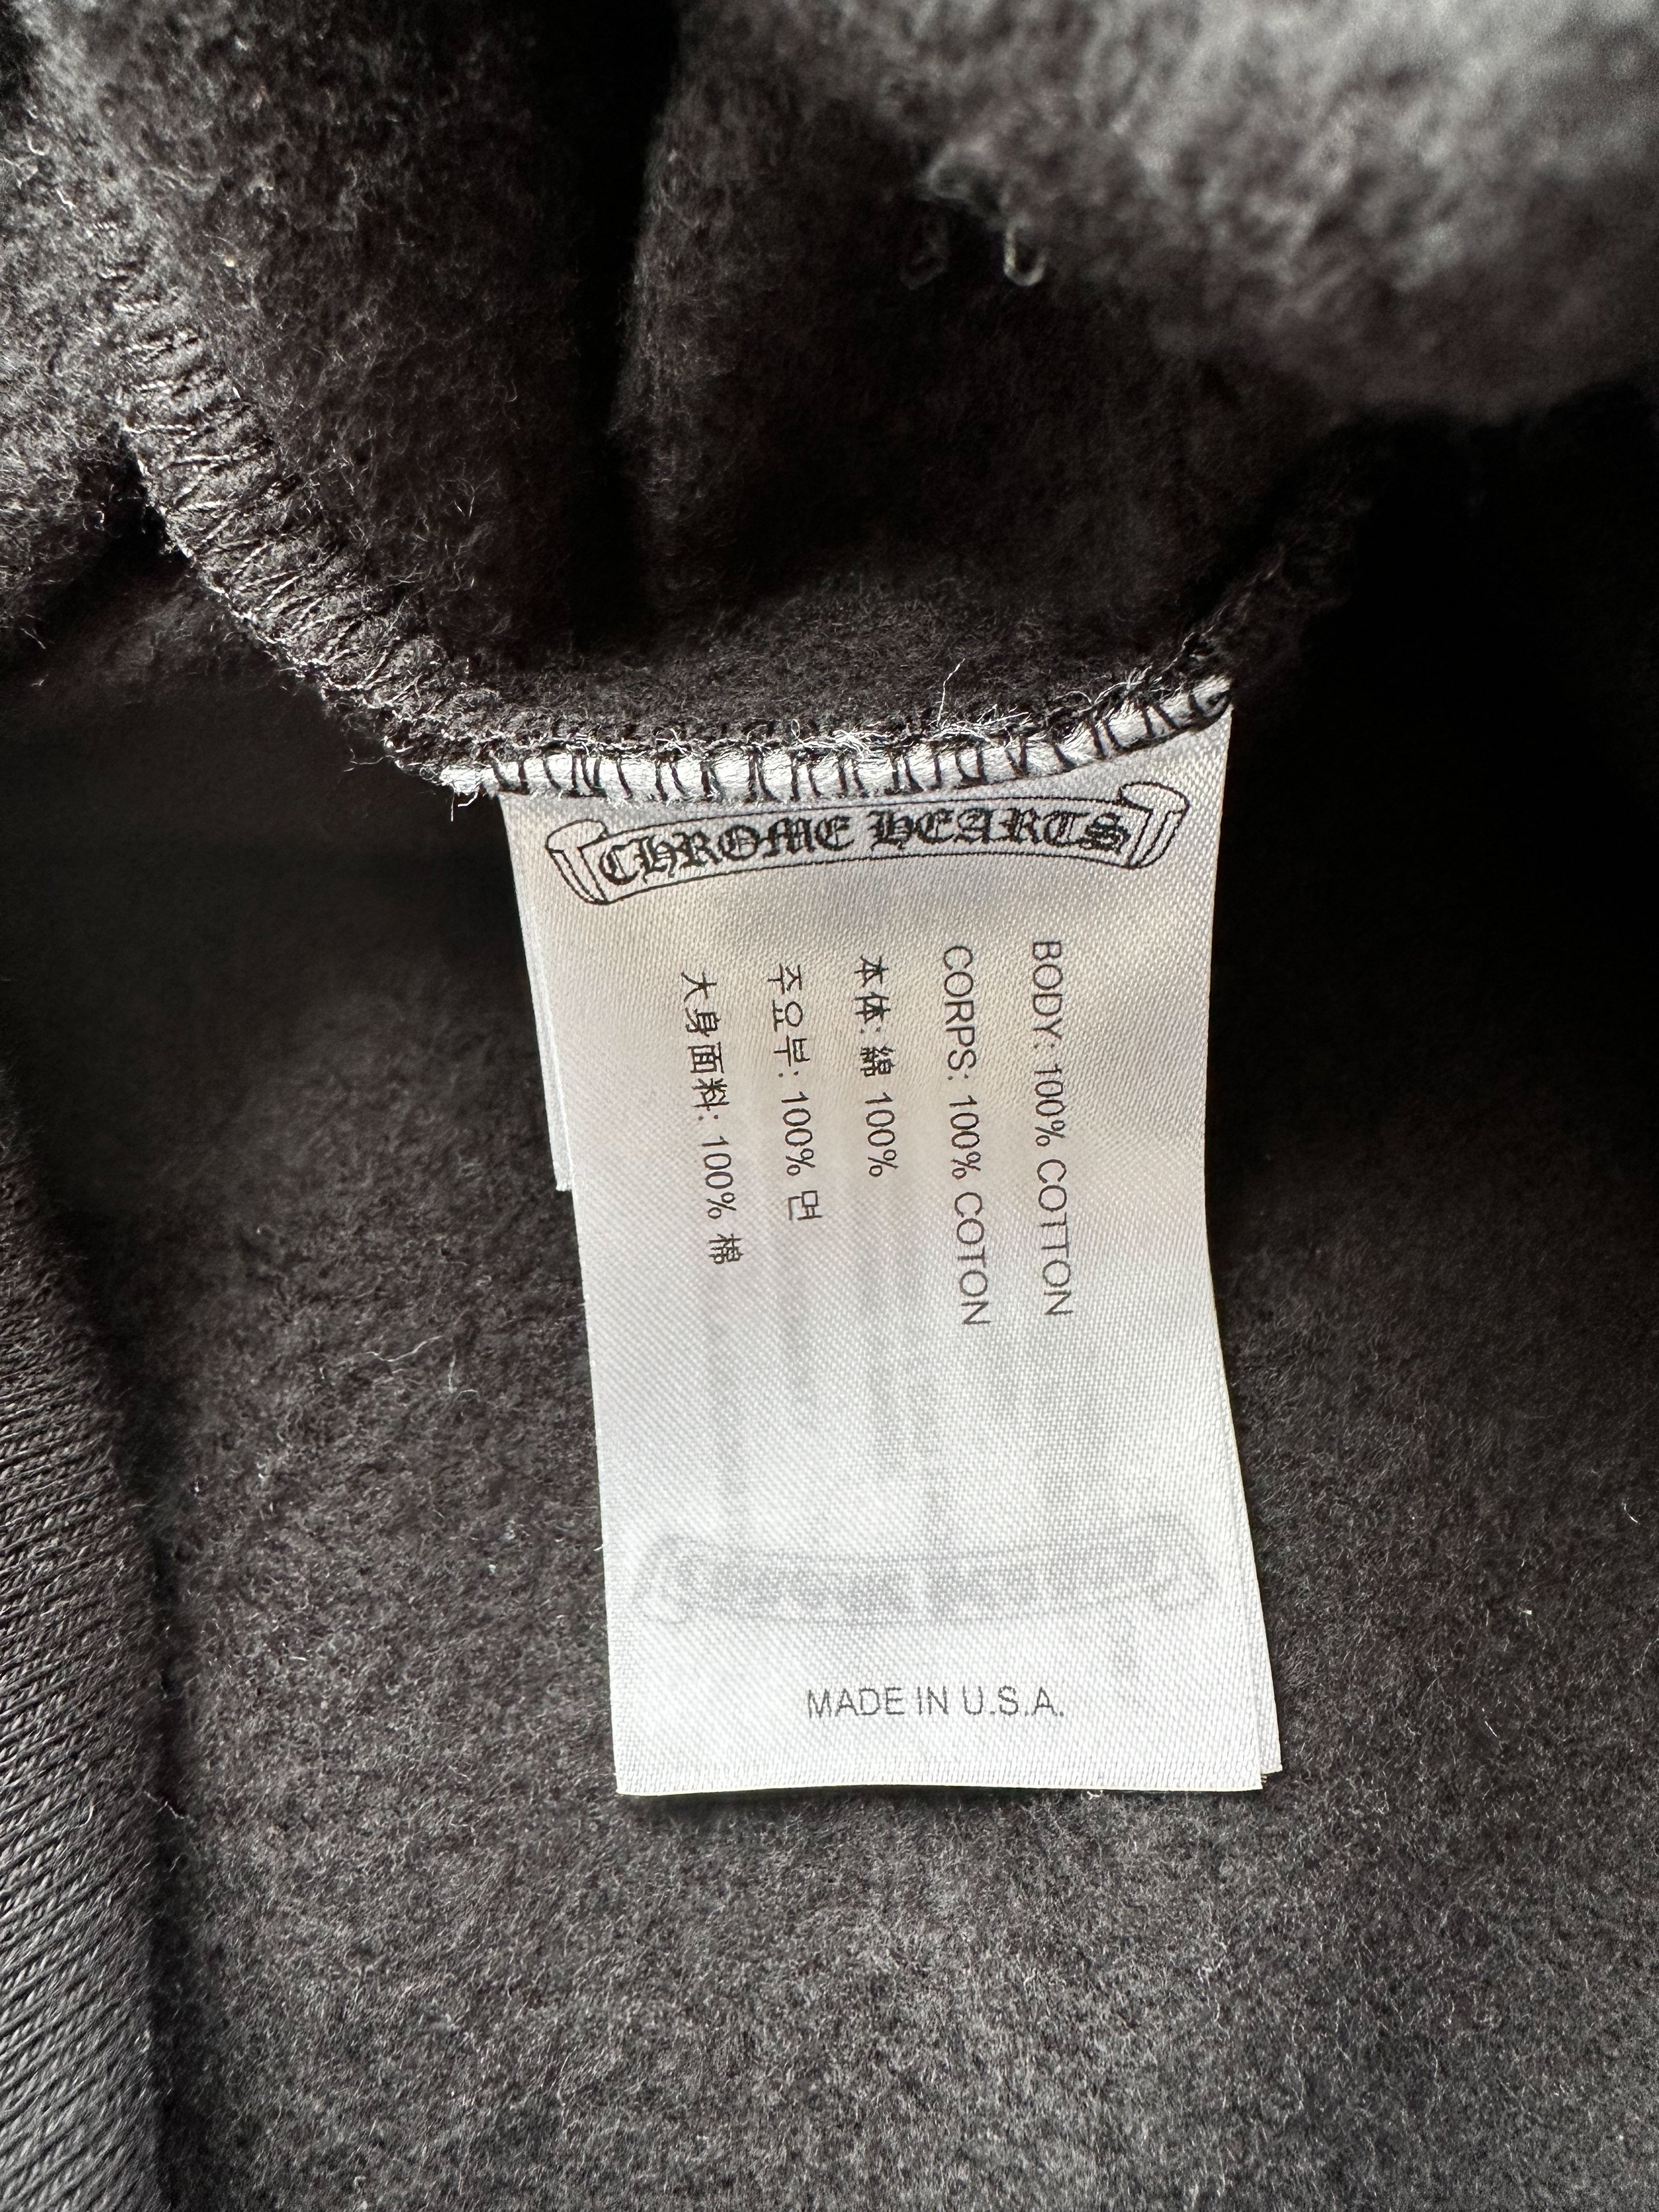 CHROME HEARTS
BODY: 100% COTTON
CORPS: 100% COTON
本体: 綿 100%
주요부: 100% 면
大身面料: 100% 棉
MADE IN U.S.A.